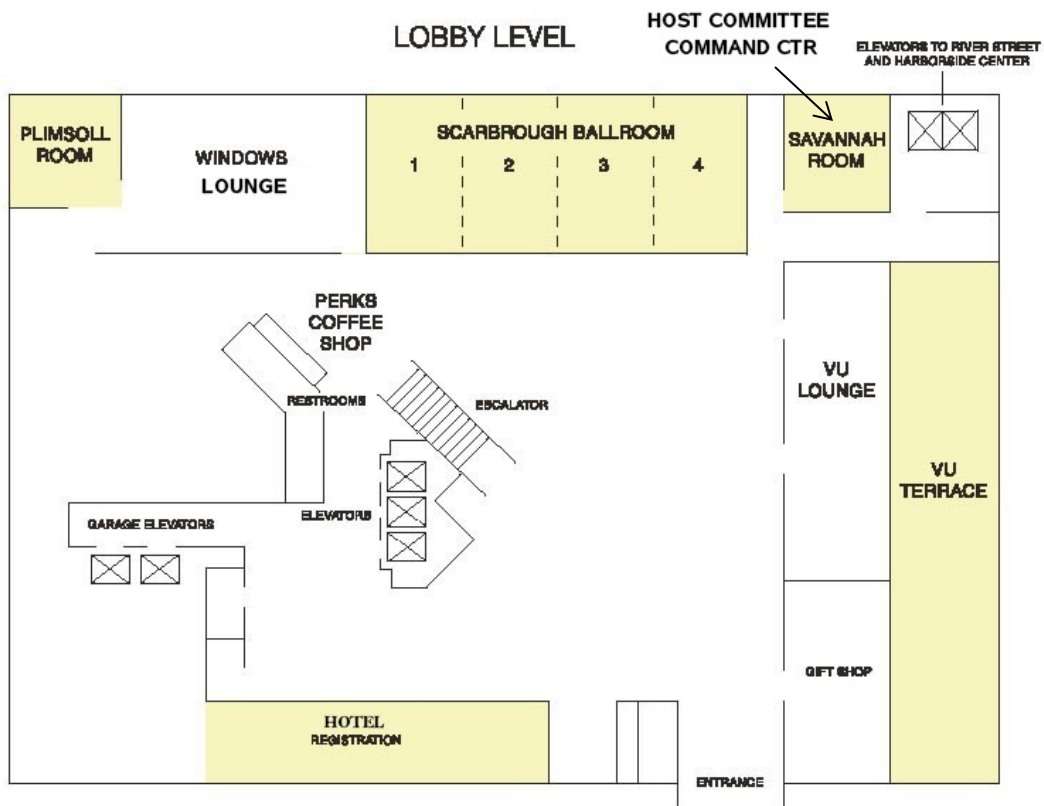 LOBBY LEVEL
HOST COMMITTEE
COMMAND CTR
ELEVATORS TO RIVER STREET
AND HARBORSIDE CENTER
PLIMSOLL
ROOM
WINDOWS
LOUNGE
SCARBROUGH BALLROOM
1 2 3 4
SAVANNAH
ROOM
PERKS
COFFEE
SHOP
RESTROOMS
ESCALATOR
VU
LOUNGE
VU
TERRACE
GARAGE ELEVATORS
ELEVATORS
GIFT SHOP
HOTEL
REGISTRATION
ENTRANCE